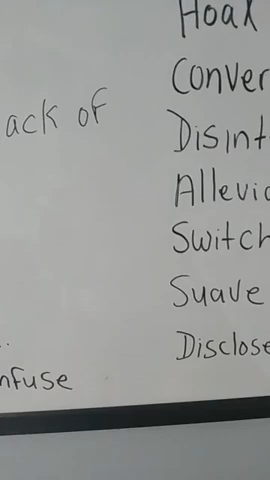 Hoax
Conver
ack of
Disint
Allevia
Switch
Suave
Disclose
nfuse